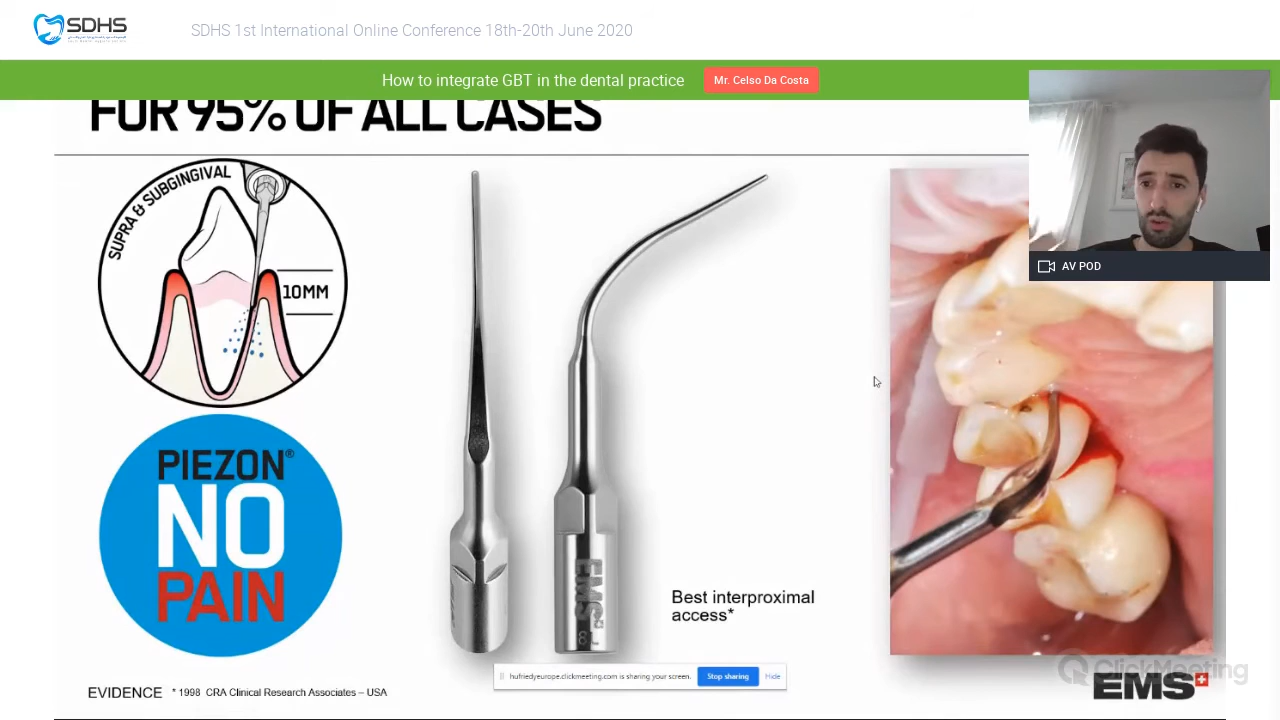 SDHS
SDHS 1st International Online Conference 18th-20th June 2020
How to integrate GBT in the dental practice
Mr. Celso Da Costa
FOR 95% OF ALL CASES
SUPRA & SUBGINGIVAL
10MM
AV POD
PIEZON®
NO
PAIN
EMS
Best interproximal
access*
hufriedyeurope.clickmeeting.com is sharing your screen.
Stop sharing
Hide
ClickMeeting
EVIDENCE * 1998 CRA Clinical Research Associates – USA
EMS